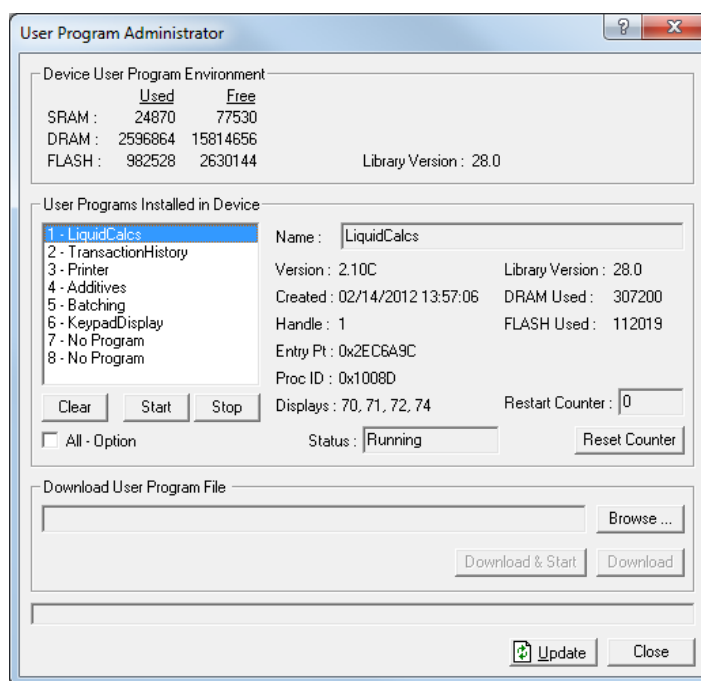 User Program Administrator
Device User Program Environment
Used Free
SRAM : 24870 77530
DRAM : 2596864 15814656
FLASH : 982528 2630144 Library Version : 28.0
User Programs Installed in Device
1 - LiquidCalcs
2 - TransactionHistory
3 - Printer
4 - Additives
5 - Batching
6 - KeypadDisplay
7 - No Program
8 - No Program
Clear Start Stop
All - Option
Name : LiquidCalcs
Version : 2.10C Library Version : 28.0
Created : 02/14/2012 13:57:06 DRAM Used : 307200
Handle : 1 FLASH Used : 112019
Entry Pt : 0x2EC6A9C
Proc ID : 0x1008D
Displays : 70, 71, 72, 74 Restart Counter : 0
Status : Running Reset Counter
Download User Program File
Browse ...
Download & Start Download
Update Close